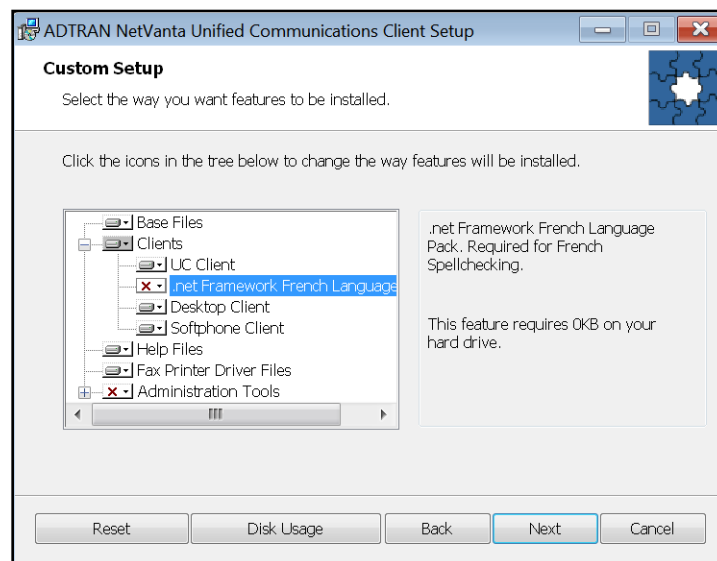 ADTRAN NetVanta Unified Communications Client Setup
Custom Setup
Select the way you want features to be installed.
Click the icons in the tree below to change the way features will be installed.
Base Files
Clients
UC Client
.net Framework French Language
Desktop Client
Softphone Client
Help Files
Fax Printer Driver Files
Administration Tools
.net Framework French Language
Pack. Required for French
Spellchecking.
This feature requires 0KB on your
hard drive.
Reset
Disk Usage
Back
Next
Cancel